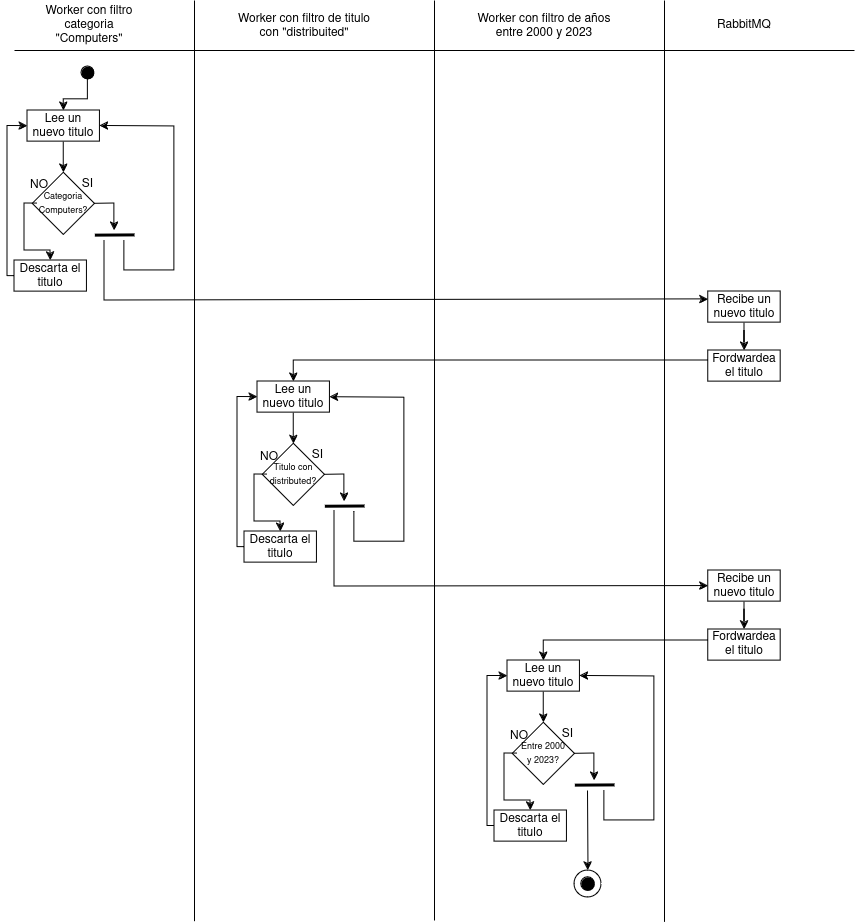 Worker con filtro
categoria
"Computers"
Worker con filtro de titulo
con "distribuited"
Worker con filtro de años
entre 2000 y 2023
RabbitMQ
Lee un
nuevo titulo
NO
SI
Categoria
Computers?
Descarta el
titulo
Recibe un
nuevo titulo
Fordwardea
el titulo
Lee un
nuevo titulo
NO
SI
Titulo con
distributed?
Descarta el
titulo
Recibe un
nuevo titulo
Fordwardea
el titulo
Lee un
nuevo titulo
NO
SI
Entre 2000
y 2023?
Descarta el
titulo